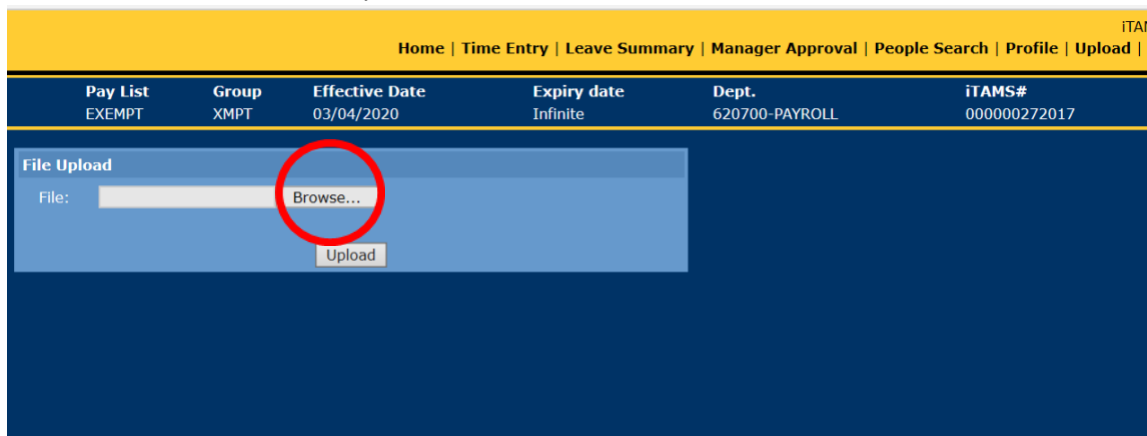 iTAM
Home | Time Entry | Leave Summary | Manager Approval | People Search | Profile | Upload |
Pay List Group Effective Date Expiry date Dept. iTAMS#
EXEMPT XMPT 03/04/2020 Infinite 620700-PAYROLL 000000272017
File Upload
File: Browse...
Upload